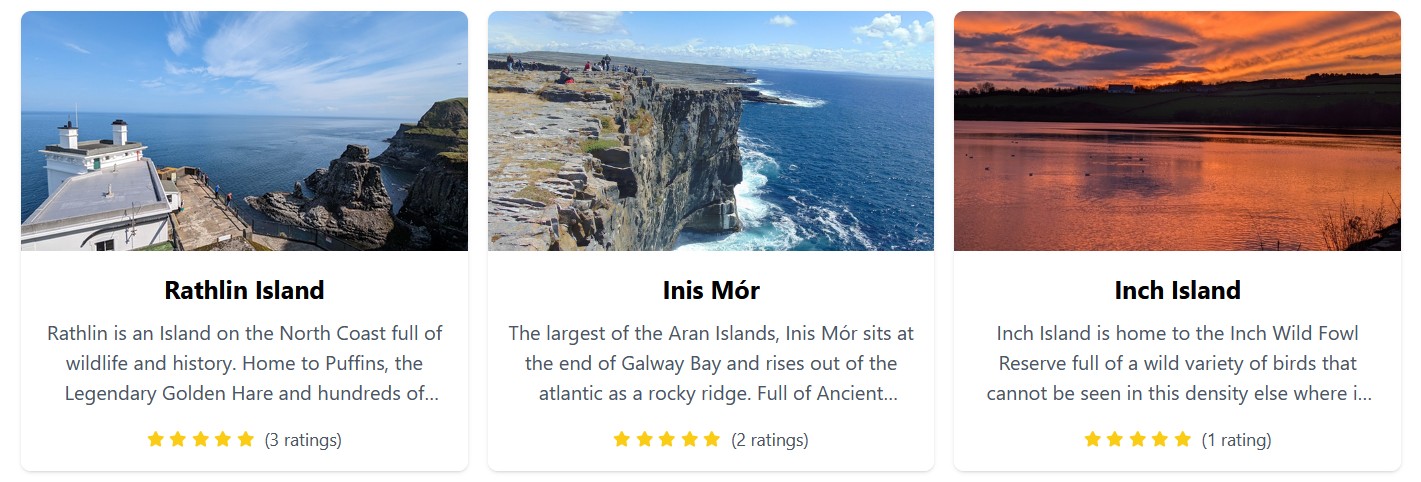 Rathlin Island
Rathlin is an Island on the North Coast full of
wildlife and history. Home to Puffins, the
Legendary Golden Hare and hundreds of...
(3 ratings)
Inis Mór
The largest of the Aran Islands, Inis Mór sits at
the end of Galway Bay and rises out of the
atlantic as a rocky ridge. Full of Ancient...
(2 ratings)
Inch Island
Inch Island is home to the Inch Wild Fowl
Reserve full of a wild variety of birds that
cannot be seen in this density else where i...
(1 rating)